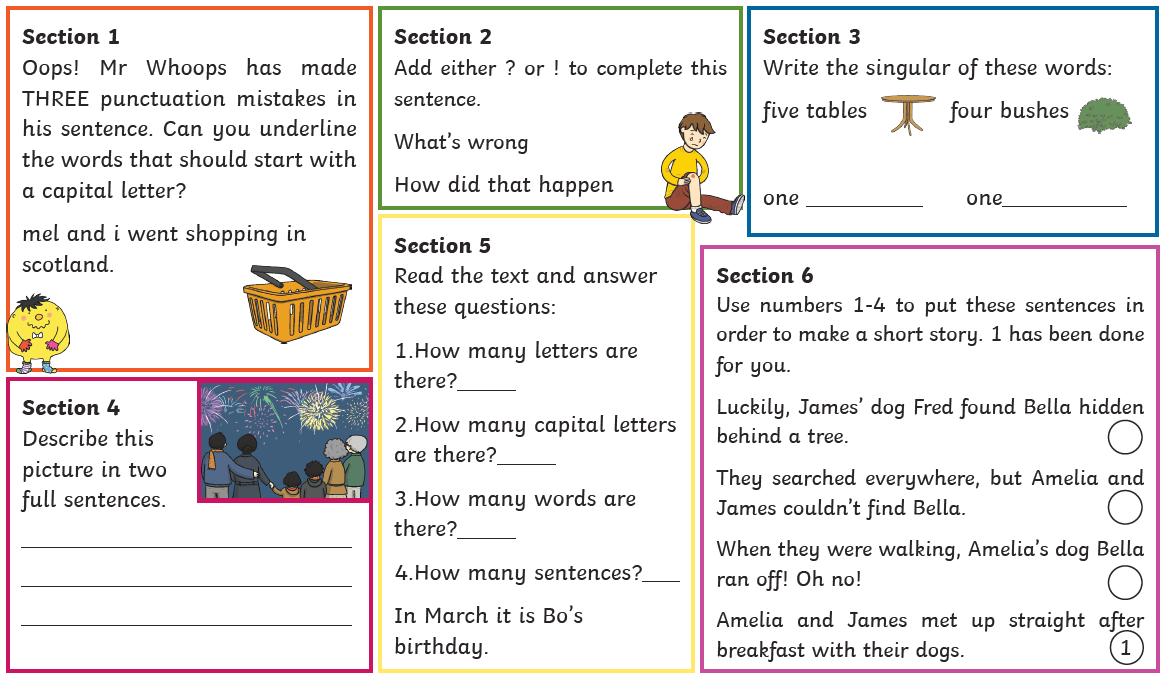 Section 1
Oops! Mr Whoops has made
THREE punctuation mistakes in
his sentence. Can you underline
the words that should start with
a capital letter?
mel and i went shopping in
scotland.
Section 2
Add either ? or ! to complete this
sentence.
What's wrong
How did that happen
Section 3
Write the singular of these words:
five tables four bushes
one ___________ one___________
Section 4
Describe this
picture in two
full sentences.
Section 5
Read the text and answer
these questions:
1.How many letters are
there?_____
2.How many capital letters
are there?_____
3.How many words are
there?_____
4.How many sentences?___
In March it is Bo's
birthday.
Section 6
Use numbers 1-4 to put these sentences in
order to make a short story. 1 has been done
for you.
Luckily, James' dog Fred found Bella hidden
behind a tree.
They searched everywhere, but Amelia and
James couldn't find Bella.
When they were walking, Amelia's dog Bella
ran off! Oh no!
Amelia and James met up straight after
breakfast with their dogs. 1